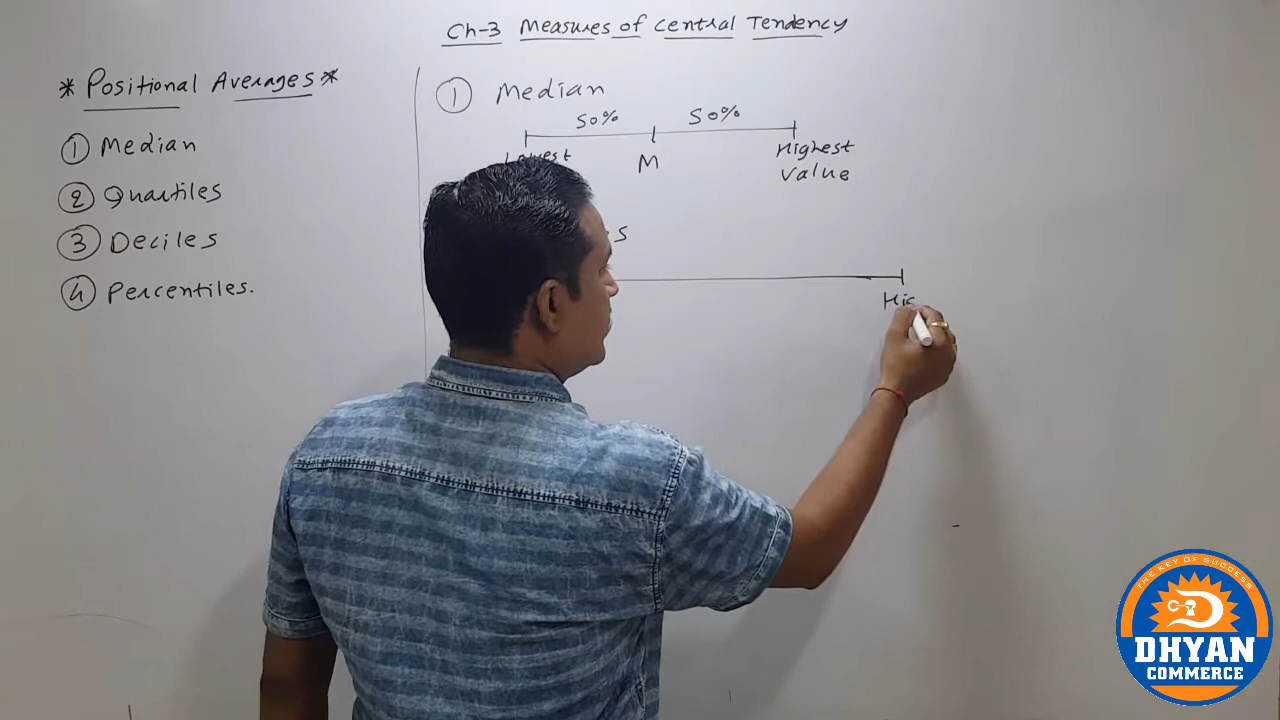 Ch-3 Measures of Central Tendency
* Positional Averages *
① Median
② Quartiles
③ Deciles
④ Percentiles.
① Median
50% 50%
Lowest M Highest
Value
THE KEY OF SUCCESS
DHYAN
COMMERCE